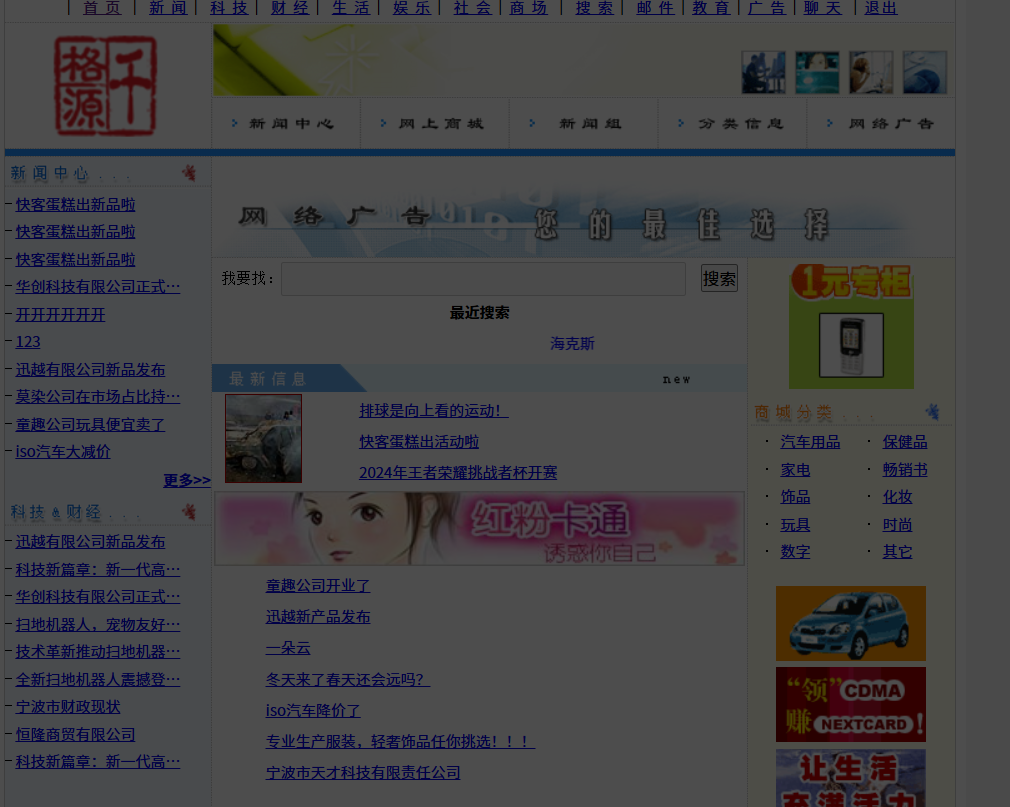 首 页 | 新 闻 | 科 技 | 财 经 | 生 活 | 娱 乐 | 社 会 | 商 场 | 搜 索 | 邮 件 | 教 育 | 广 告 | 聊 天 | 退出
千格源
新闻中心 网上商城 新闻组 分类信息 网络广告
网络广告 您的最佳选择
新闻中心 . . .
快客蛋糕出新品啦
快客蛋糕出新品啦
快客蛋糕出新品啦
华创科技有限公司正式…
开开开开开开
123
迅越有限公司新品发布
莫染公司在市场占比持…
童趣公司玩具便宜卖了
iso汽车大减价
更多>>
科技&财经 . . .
迅越有限公司新品发布
科技新篇章：新一代高…
华创科技有限公司正式…
扫地机器人，宠物友好…
技术革新推动扫地机器…
全新扫地机器人震撼登…
宁波市财政现状
恒隆商贸有限公司
科技新篇章：新一代高…
我要找： 搜索
最近搜索
海克斯
最新信息 new
排球是向上看的运动！
快客蛋糕出活动啦
2024年王者荣耀挑战者杯开赛
红粉卡通
诱惑你自己
童趣公司开业了
迅越新产品发布
一朵云
冬天来了春天还会远吗？
iso汽车降价了
专业生产服装，轻奢饰品任你挑选！！！
宁波市天才科技有限责任公司
1元专柜
商城分类 . . .
· 汽车用品 · 保健品
· 家电 · 畅销书
· 饰品 · 化妆
· 玩具 · 时尚
· 数字 · 其它
“领”CDMA
赚NEXTCARD！
让生活
充满活力